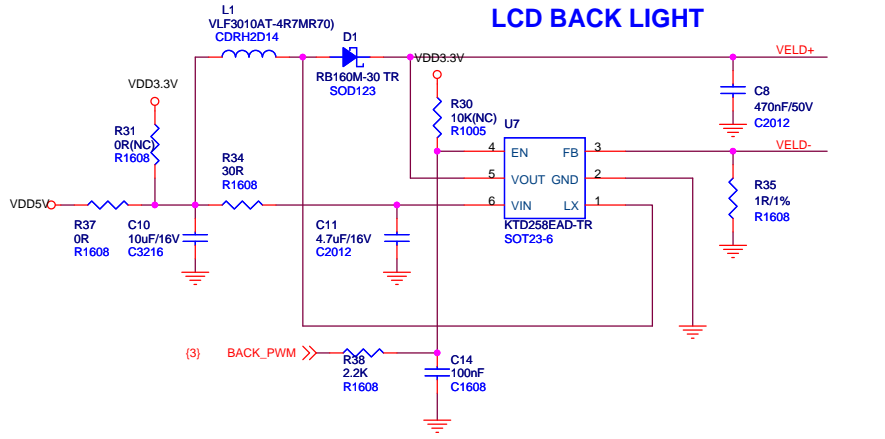 LCD BACK LIGHT
L1
VLF3010AT-4R7MR70)
CDRH2D14
D1
RB160M-30 TR
SOD123
VDD3.3V
VELD+
C8
470nF/50V
C2012
VDD3.3V
R31
0R(NC)
R1608
R30
10K(NC)
R1005
U7
4 EN FB 3
5 VOUT GND 2
6 VIN LX 1
KTD258EAD-TR
SOT23-6
VELD-
R34
30R
R1608
R35
1R/1%
R1608
VDD5V
R37
0R
R1608
C10
10uF/16V
C3216
C11
4.7uF/16V
C2012
{3} BACK_PWM
R38
2.2K
R1608
C14
100nF
C1608